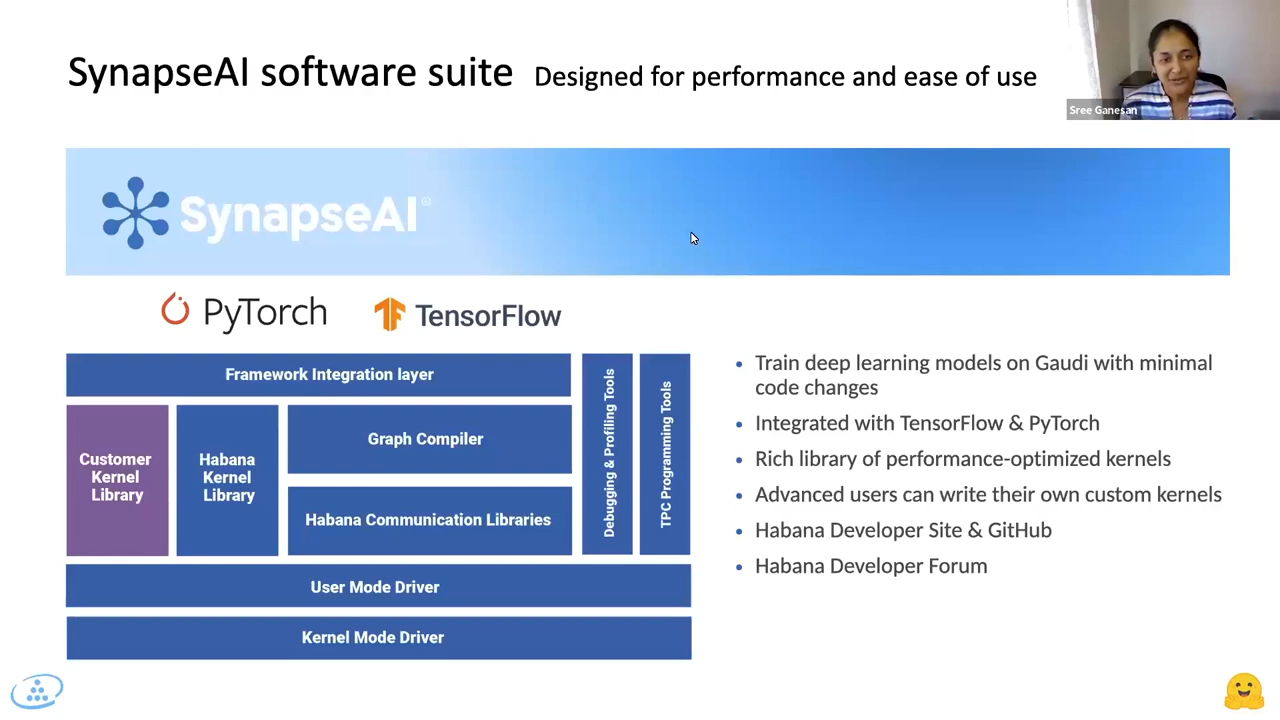 SynapseAI software suite Designed for performance and ease of use
Sree Ganesan
SynapseAI®
PyTorch
TensorFlow
Framework Integration layer
Customer
Kernel
Library
Habana
Kernel
Library
Graph Compiler
Habana Communication Libraries
Debugging & Profiling Tools
TPC Programming Tools
User Mode Driver
Kernel Mode Driver
• Train deep learning models on Gaudi with minimal
code changes
• Integrated with TensorFlow & PyTorch
• Rich library of performance-optimized kernels
• Advanced users can write their own custom kernels
• Habana Developer Site & GitHub
• Habana Developer Forum